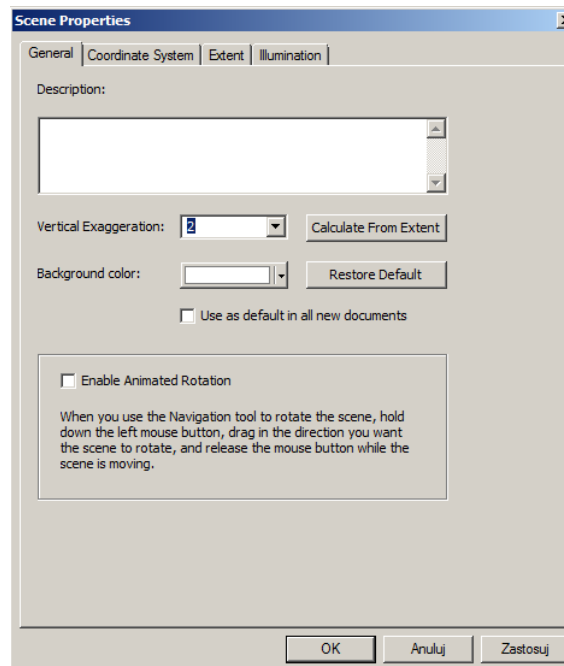 Scene Properties
General Coordinate System Extent Illumination
Description:
Vertical Exaggeration: 2 Calculate From Extent
Background color: Restore Default
Use as default in all new documents
Enable Animated Rotation
When you use the Navigation tool to rotate the scene, hold
down the left mouse button, drag in the direction you want
the scene to rotate, and release the mouse button while the
scene is moving.
OK Anuluj Zastosuj